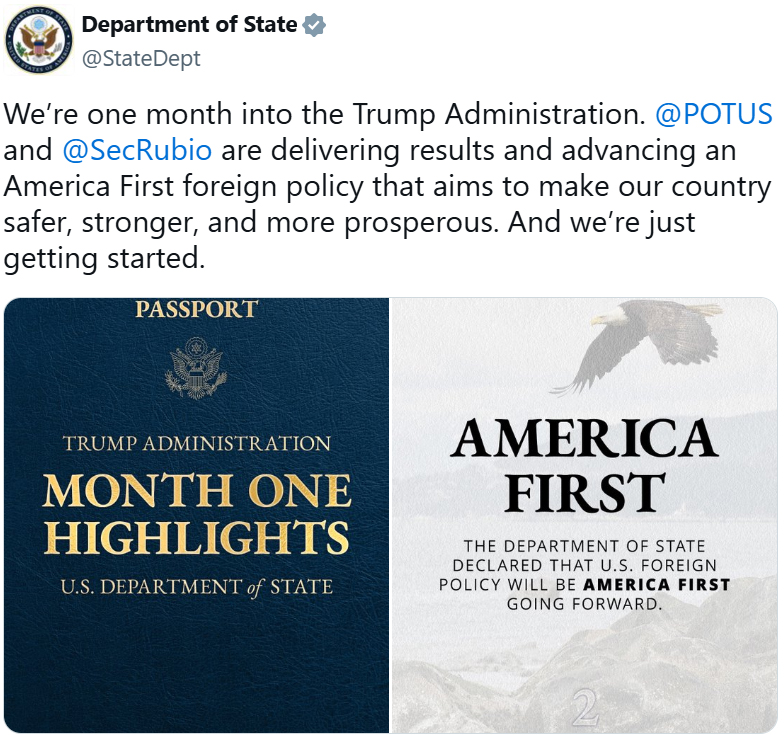 Department of State
@StateDept
We’re one month into the Trump Administration. @POTUS
and @SecRubio are delivering results and advancing an
America First foreign policy that aims to make our country
safer, stronger, and more prosperous. And we’re just
getting started.
PASSPORT
TRUMP ADMINISTRATION
MONTH ONE
HIGHLIGHTS
U.S. DEPARTMENT of STATE
AMERICA
FIRST
THE DEPARTMENT OF STATE
DECLARED THAT U.S. FOREIGN
POLICY WILL BE AMERICA FIRST
GOING FORWARD.
2